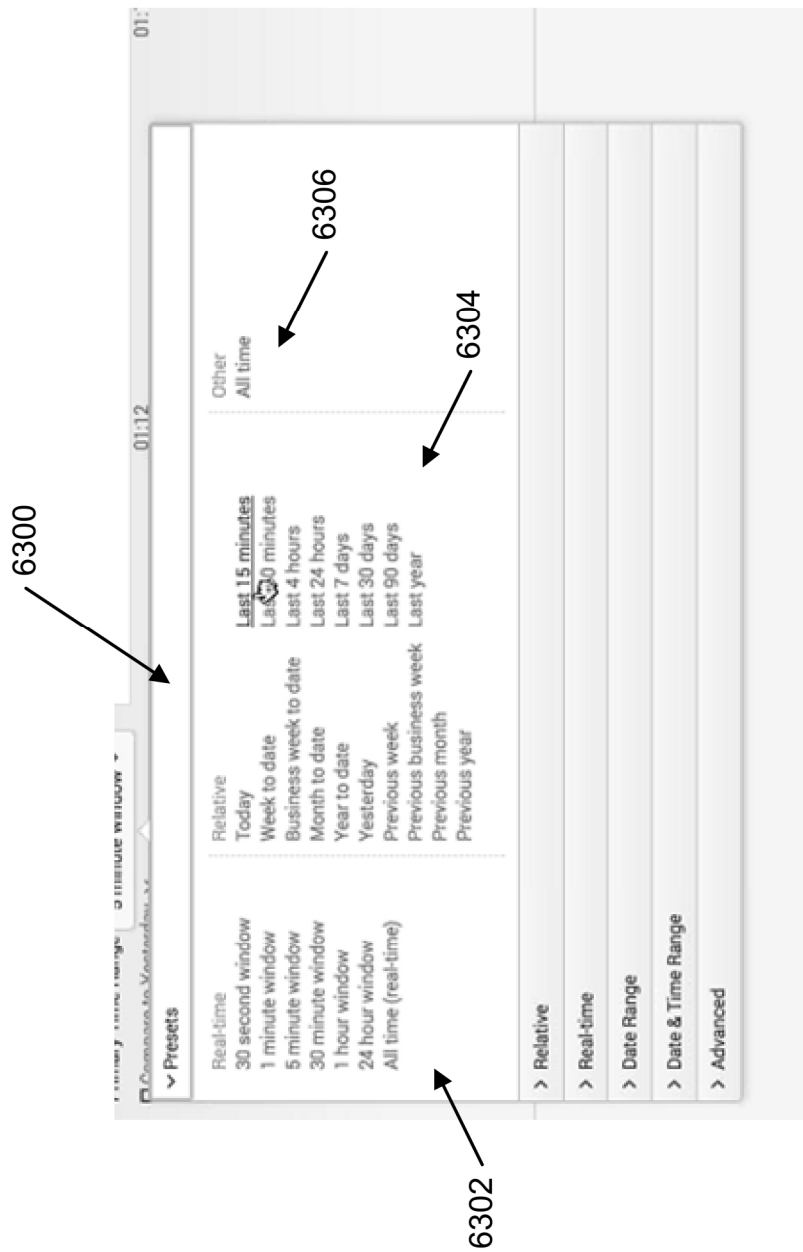 6300
01:12
Presets
Real-time
30 second window
1 minute window
5 minute window
30 minute window
1 hour window
24 hour window
All time (real-time)
Relative
Today
Week to date
Business week to date
Month to date
Year to date
Yesterday
Previous week
Previous business week
Previous month
Previous year
Last 15 minutes
minutes
Last 4 hours
Last 24 hours
Last 7 days
Last 30 days
Last 90 days
Last year
Other
All time
6306
6304
6302
> Relative
> Real-time
> Date Range
> Date & Time Range
> Advanced